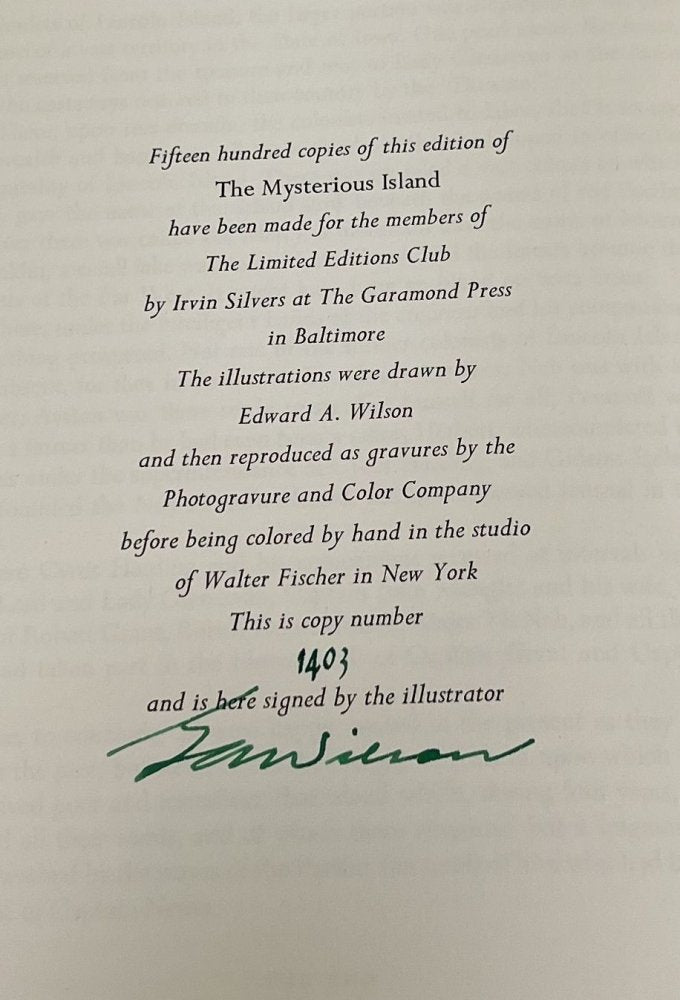 Fifteen hundred copies of this edition of
The Mysterious Island
have been made for the members of
The Limited Editions Club
by Irvin Silvers at The Garamond Press
in Baltimore
The illustrations were drawn by
Edward A. Wilson
and then reproduced as gravures by the
Photogravure and Color Company
before being colored by hand in the studio
of Walter Fischer in New York
This is copy number
1403
and is here signed by the illustrator
EAWilson